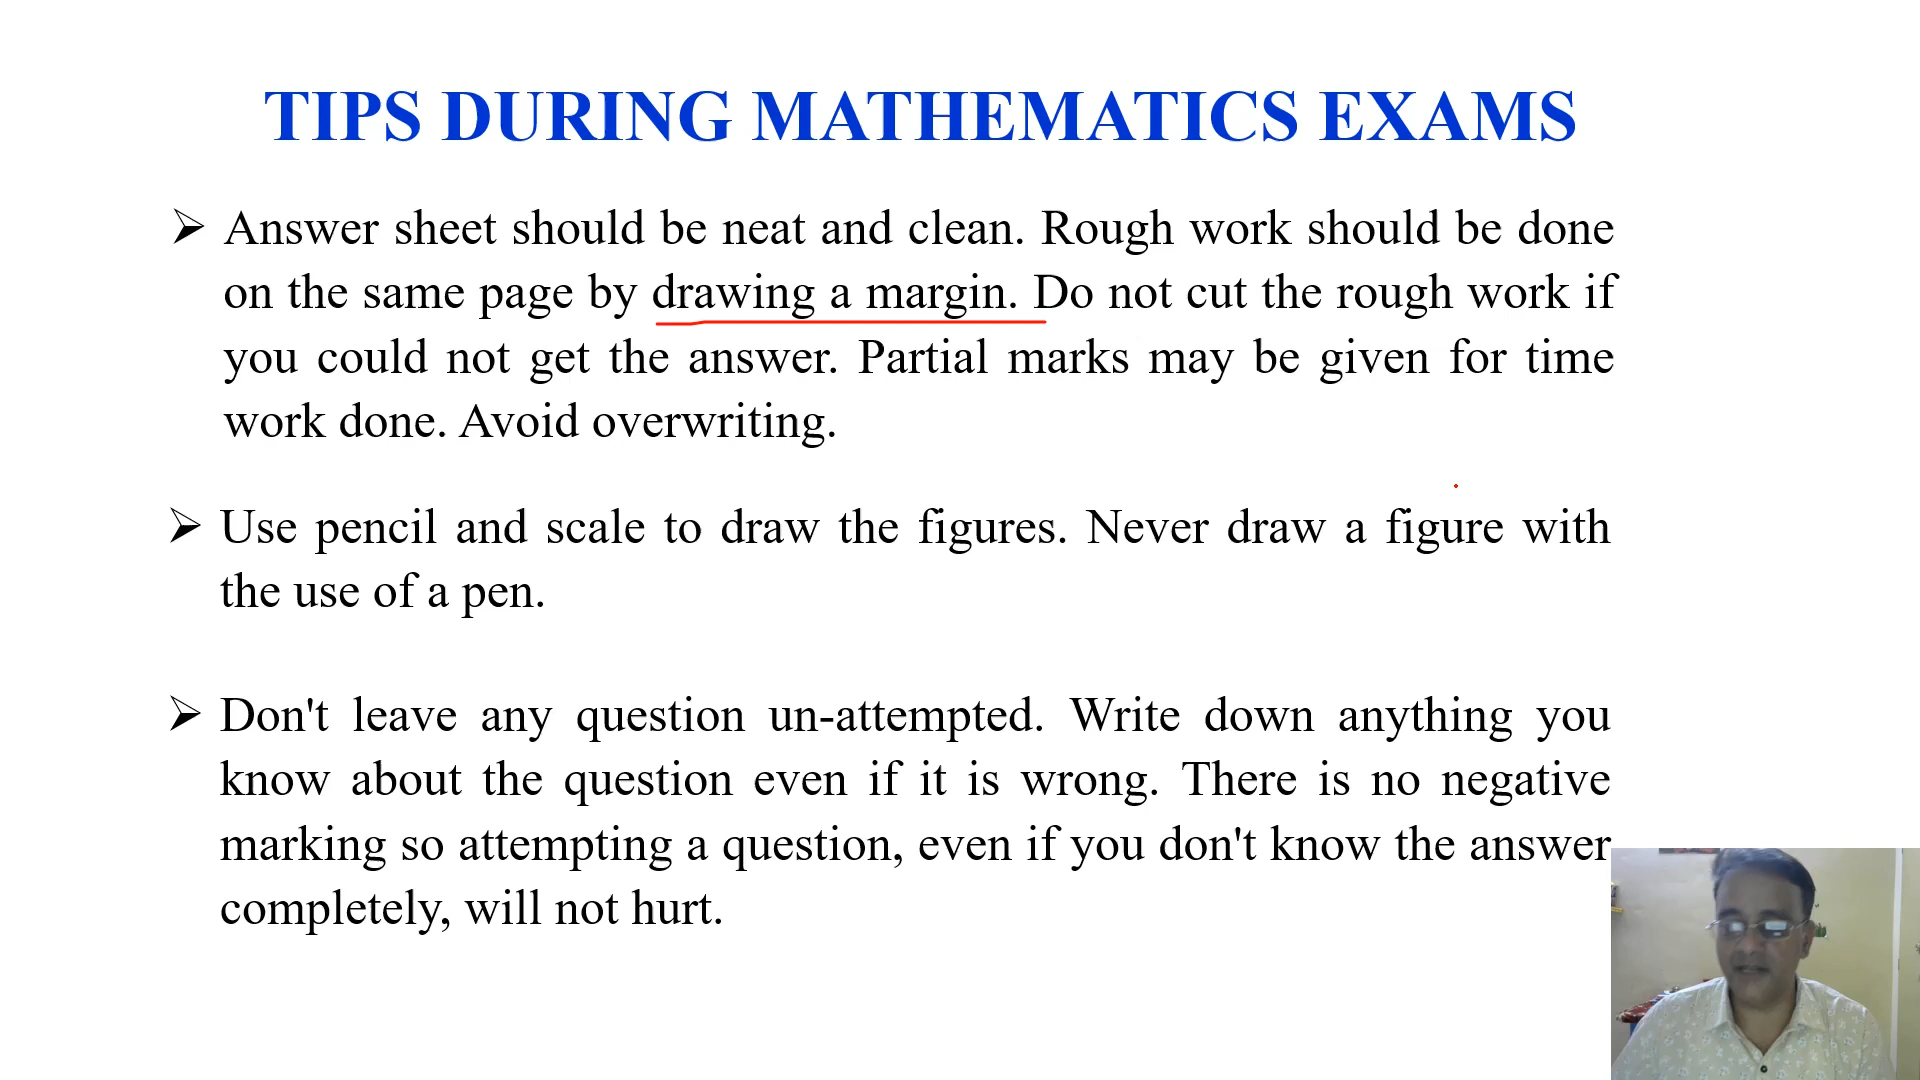 TIPS DURING MATHEMATICS EXAMS
Answer sheet should be neat and clean. Rough work should be done
on the same page by drawing a margin. Do not cut the rough work if
you could not get the answer. Partial marks may be given for time
work done. Avoid overwriting.
Use pencil and scale to draw the figures. Never draw a figure with
the use of a pen.
Don't leave any question un-attempted. Write down anything you
know about the question even if it is wrong. There is no negative
marking so attempting a question, even if you don't know the answer
completely, will not hurt.